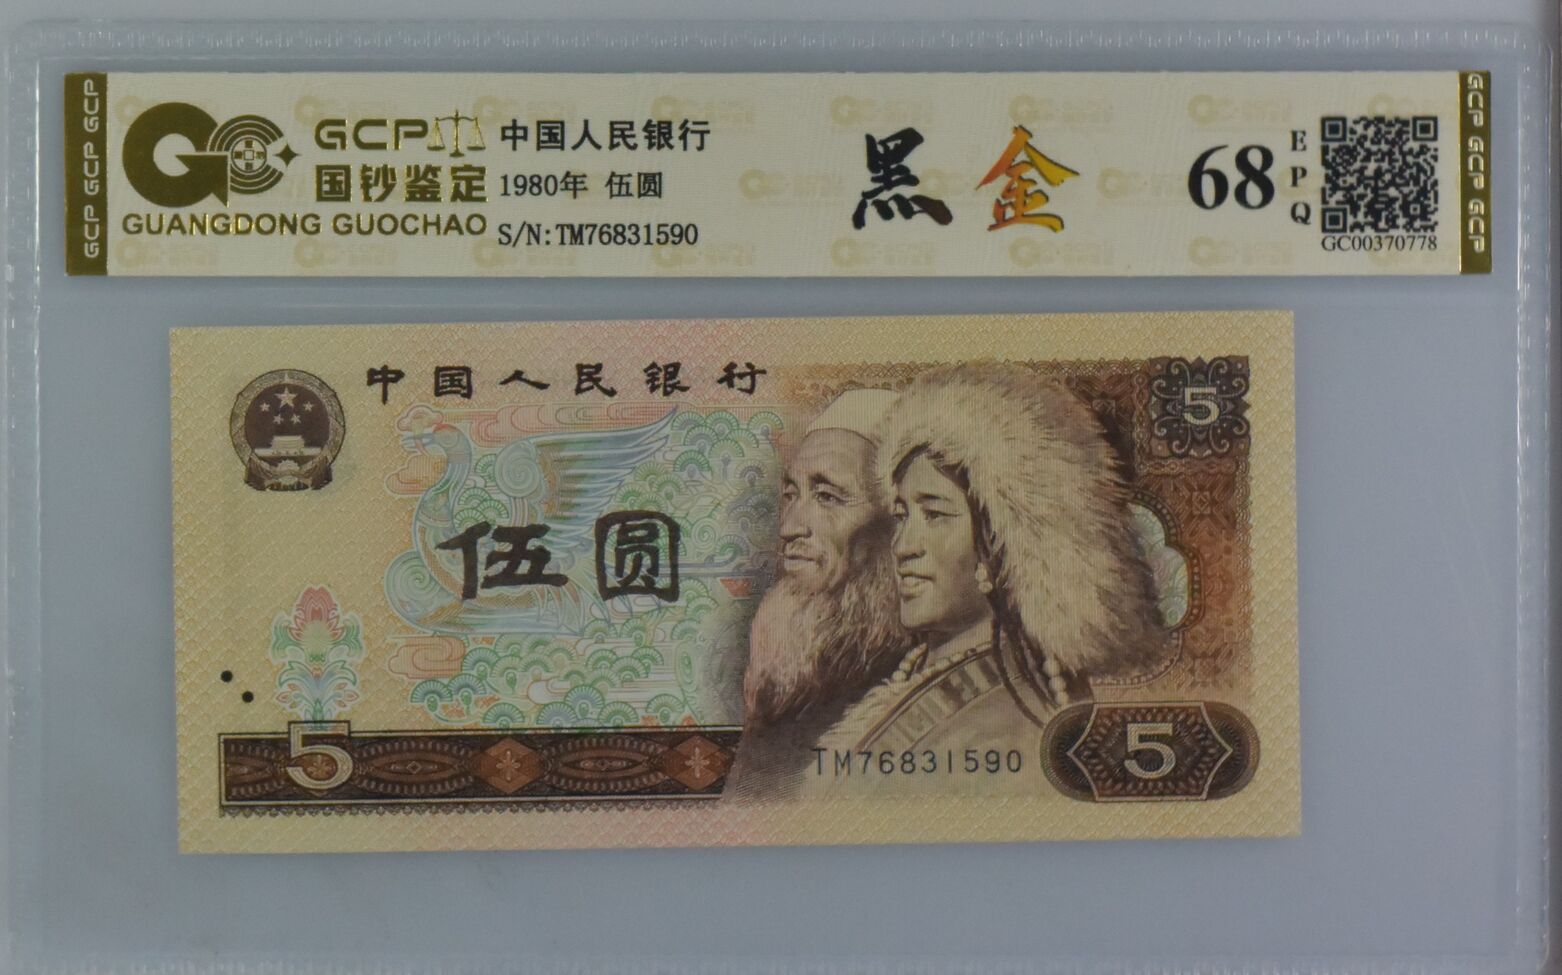 GCP GCP GCP
GCP
国钞鉴定
GUANGDONG GUOCHAO
中国人民银行
1980年 伍圆
S/N:TM76831590
黑金
68
EPQ
GC00370778
GCP GCP GCP
中国人民银行
5
伍圆
5
TM76831590
5